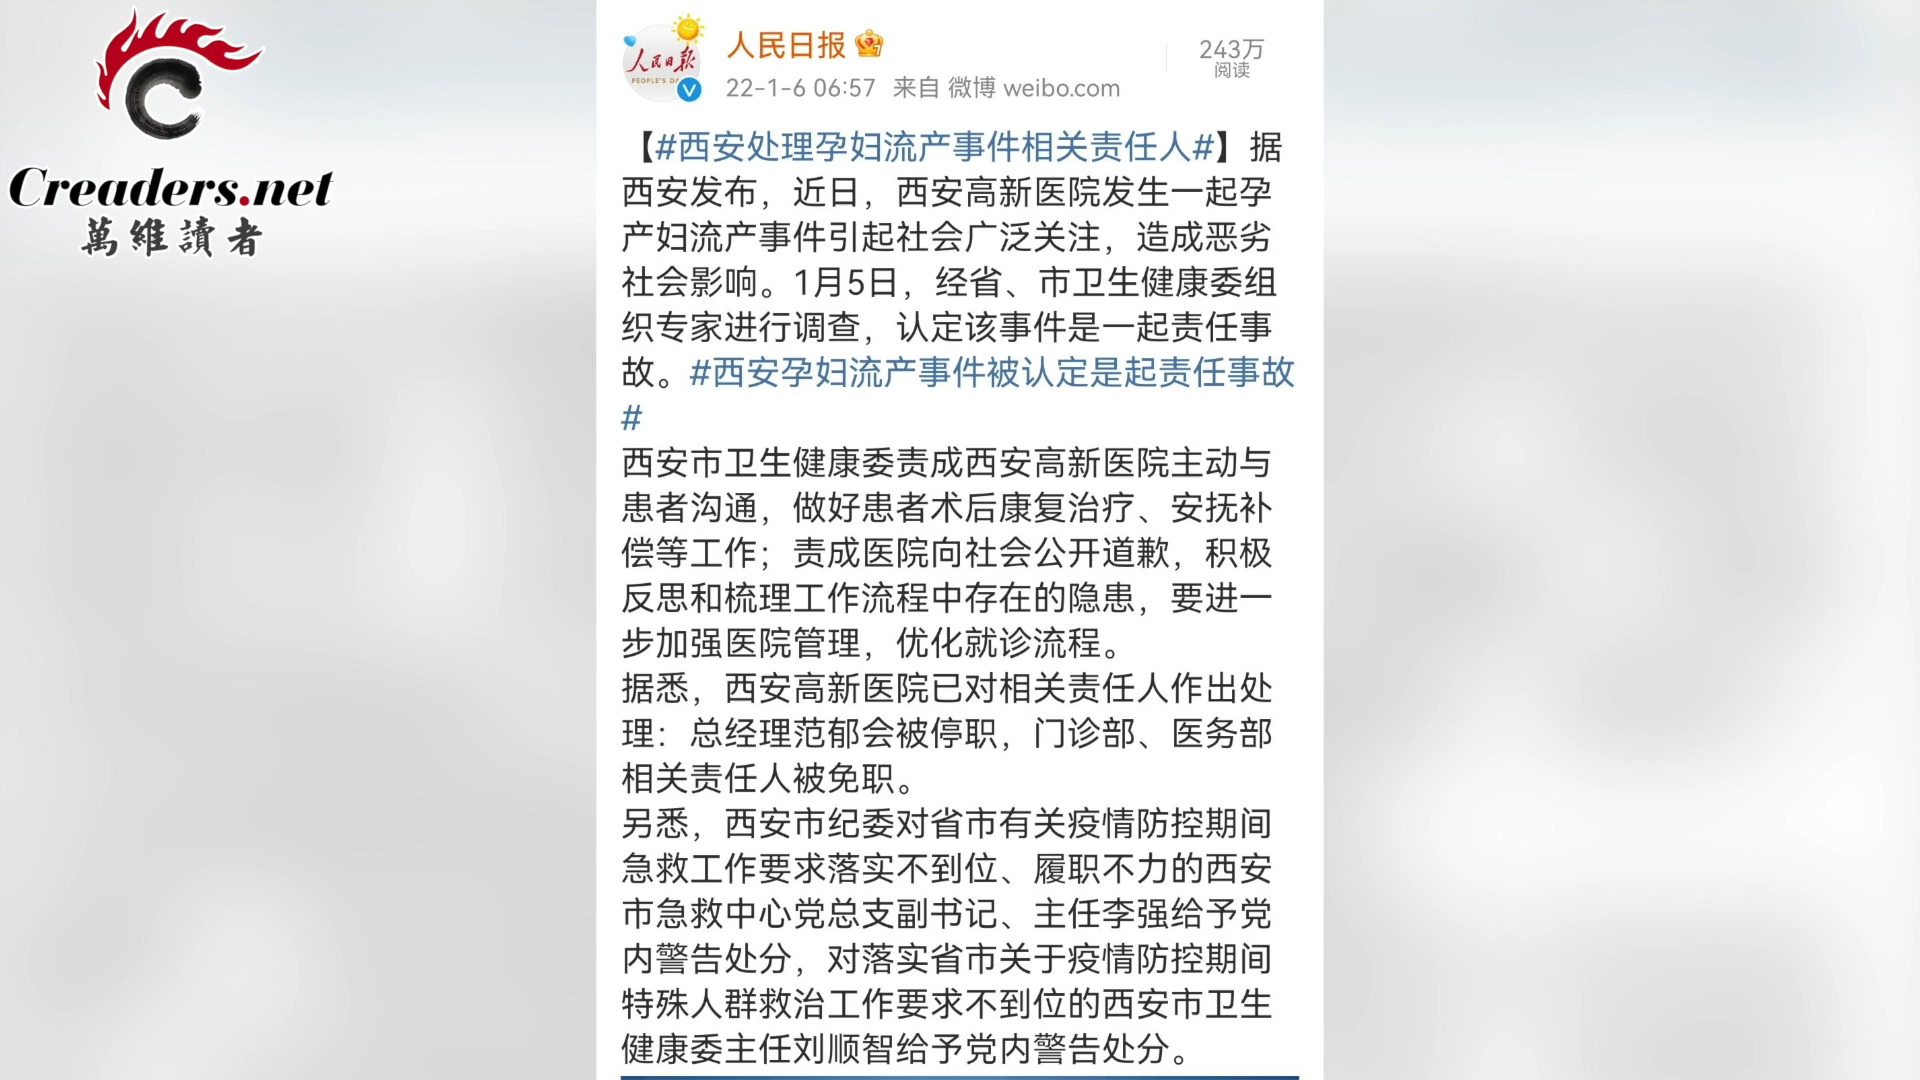 Creaders.net
萬維讀者
人民日报
PEOPLE'S DA
人民日报
243万
22-1-6 06:57 来自 微博 weibo.com
阅读
【#西安处理孕妇流产事件相关责任人#】据
西安发布，近日，西安高新医院发生一起孕
产妇流产事件引起社会广泛关注，造成恶劣
社会影响。1月5日，经省、市卫生健康委组
织专家进行调查，认定该事件是一起责任事
故。#西安孕妇流产事件被认定是起责任事故
#
西安市卫生健康委责成西安高新医院主动与
患者沟通，做好患者术后康复治疗、安抚补
偿等工作；责成医院向社会公开道歉，积极
反思和梳理工作流程中存在的隐患，要进一
步加强医院管理，优化就诊流程。
据悉，西安高新医院已对相关责任人作出处
理：总经理范郁会被停职，门诊部、医务部
相关责任人被免职。
另悉，西安市纪委对省市有关疫情防控期间
急救工作要求落实不到位、履职不力的西安
市急救中心党总支副书记、主任李强给予党
内警告处分，对落实省市关于疫情防控期间
特殊人群救治工作要求不到位的西安市卫生
健康委主任刘顺智给予党内警告处分。